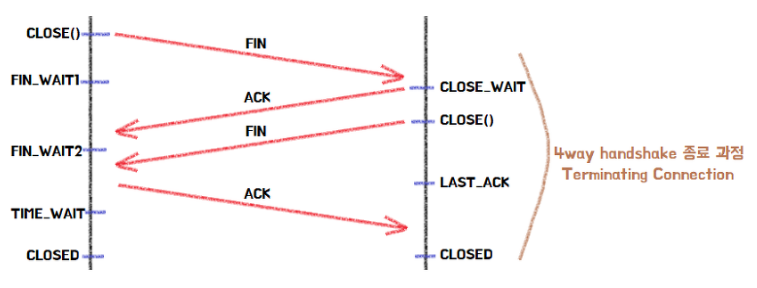 CLOSE()
FIN
FIN_WAIT1
CLOSE_WAIT
ACK
CLOSE()
FIN
FIN_WAIT2
4way handshake 종료 과정
Terminating Connection
LAST_ACK
ACK
TIME_WAIT
CLOSED
CLOSED